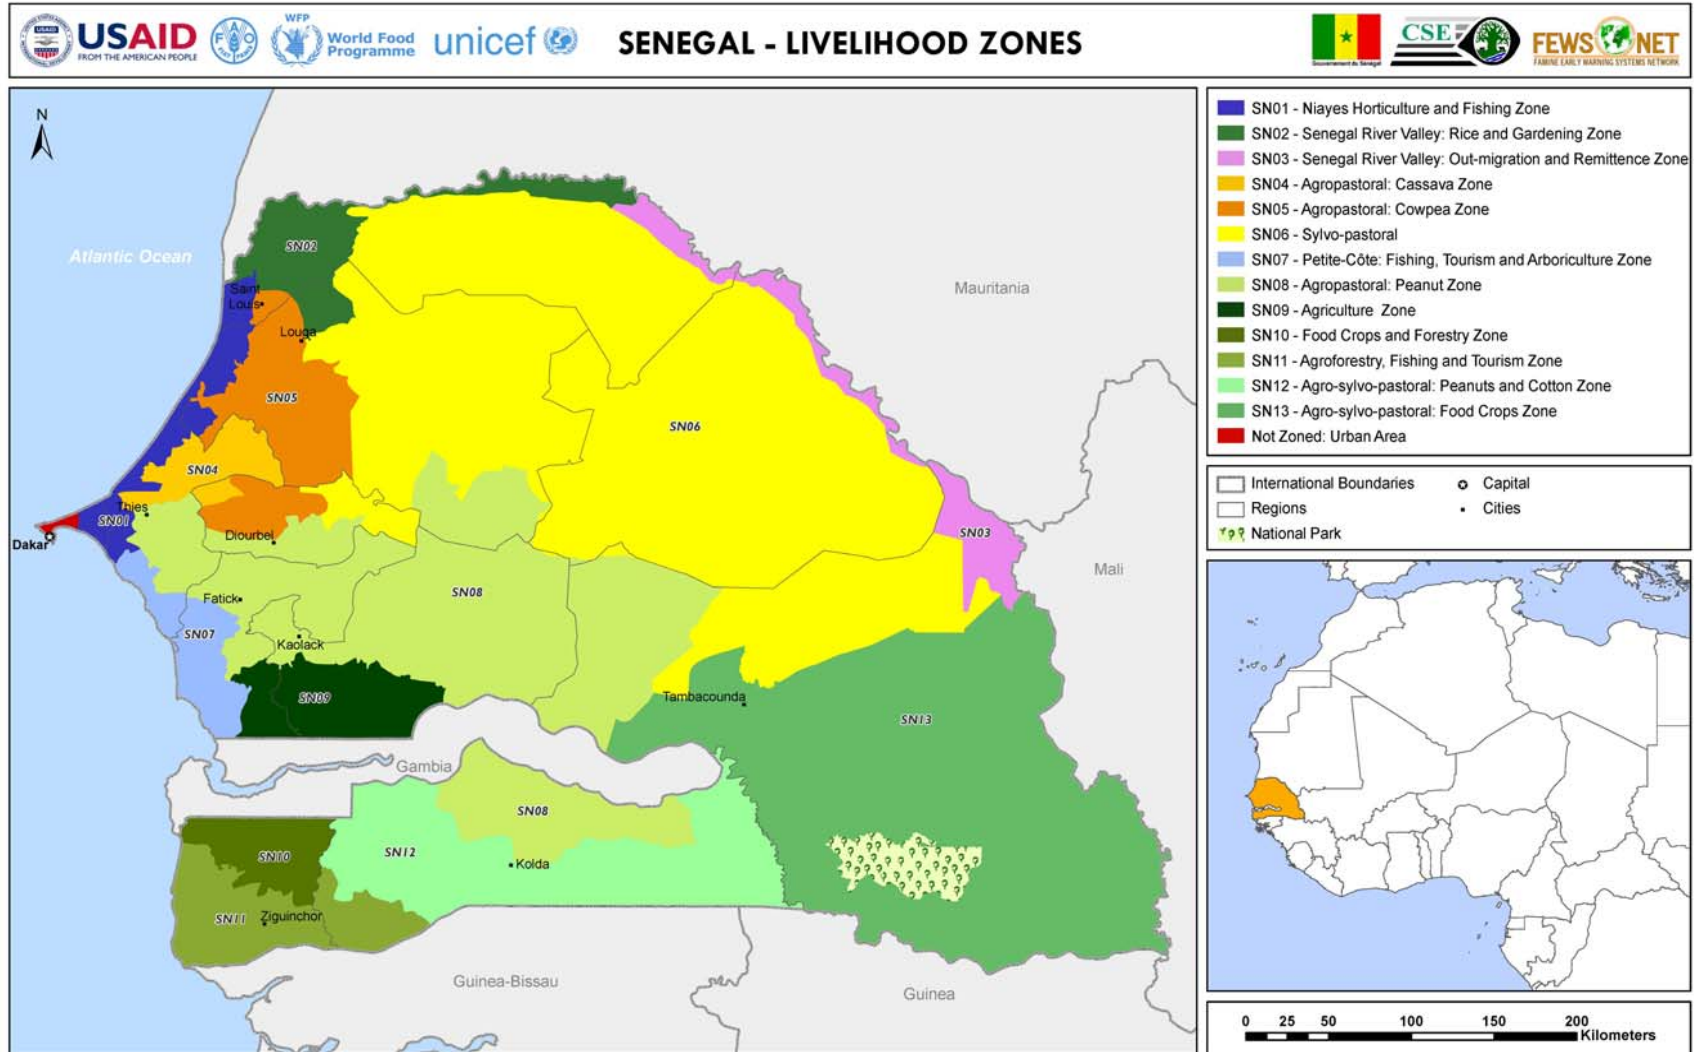 USAID
FROM THE AMERICAN PEOPLE
FAO
WFP
World Food
Programme
unicef
SENEGAL - LIVELIHOOD ZONES
Gouvernement du Sénégal
CSE
FEWS NET
FAMINE EARLY WARNING SYSTEMS NETWORK
N
Atlantic Ocean
SN02
Saint
Louis
Louga
Mauritania
SN05
SN06
SN04
Thies
SN01
Dakar
Diourbel
SN03
Mali
Fatick
SN08
SN07
Kaolack
SN09
Tambacounda
SN13
Gambia
SN08
SN12
SN10
Kolda
SN11
Ziguinchor
Guinea-Bissau
Guinea
SN01 - Niayes Horticulture and Fishing Zone
SN02 - Senegal River Valley: Rice and Gardening Zone
SN03 - Senegal River Valley: Out-migration and Remittence Zone
SN04 - Agropastoral: Cassava Zone
SN05 - Agropastoral: Cowpea Zone
SN06 - Sylvo-pastoral
SN07 - Petite-Côte: Fishing, Tourism and Arboriculture Zone
SN08 - Agropastoral: Peanut Zone
SN09 - Agriculture Zone
SN10 - Food Crops and Forestry Zone
SN11 - Agroforestry, Fishing and Tourism Zone
SN12 - Agro-sylvo-pastoral: Peanuts and Cotton Zone
SN13 - Agro-sylvo-pastoral: Food Crops Zone
Not Zoned: Urban Area
International Boundaries
Capital
Regions
Cities
National Park
0 25 50 100 150 200
Kilometers